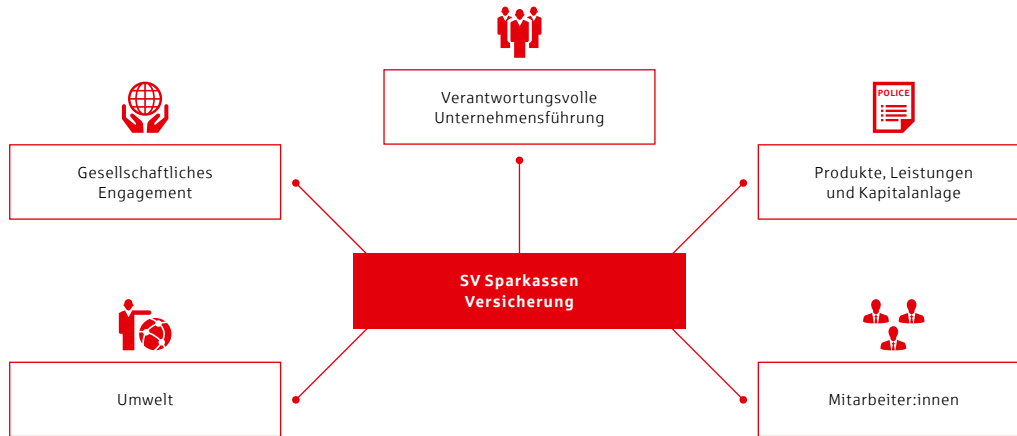 Verantwortungsvolle
Unternehmensführung
POLICE
Gesellschaftliches
Engagement
Produkte, Leistungen
und Kapitalanlage
SV Sparkassen
Versicherung
Umwelt
Mitarbeiter:innen